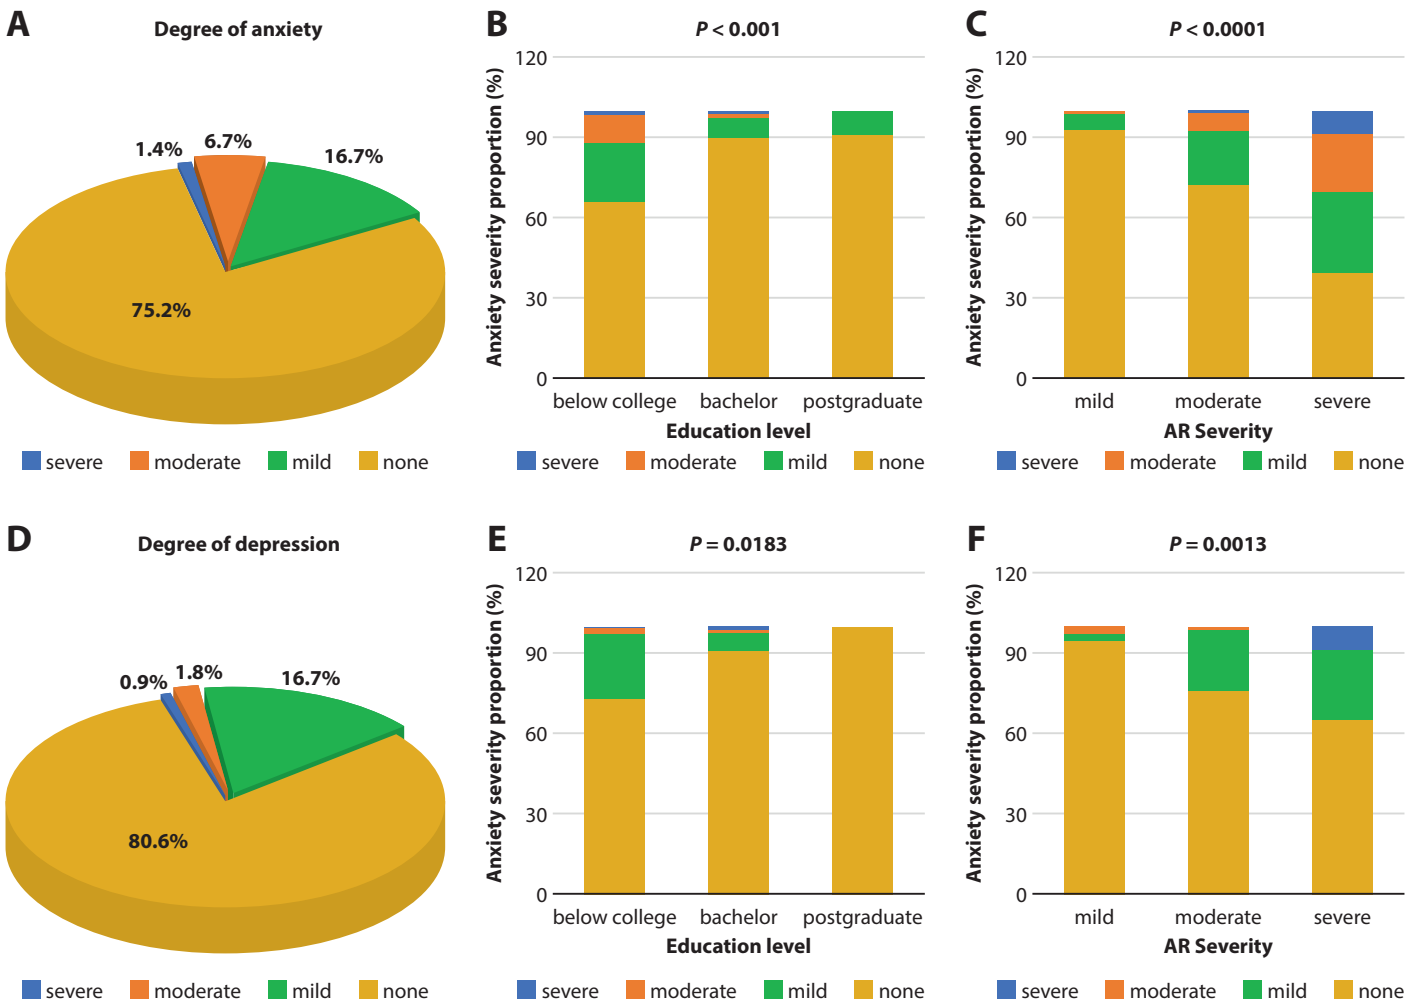 A
Degree of anxiety
1.4%
6.7%
16.7%
75.2%
severe moderate mild none
B
P < 0.001
Anxiety severity proportion (%)
120
90
60
30
0
below college bachelor postgraduate
Education level
severe moderate mild none
C
P < 0.0001
Anxiety severity proportion (%)
120
90
60
30
0
mild moderate severe
AR Severity
severe moderate mild none
D
Degree of depression
0.9%
1.8%
16.7%
80.6%
severe moderate mild none
E
P = 0.0183
Anxiety severity proportion (%)
120
90
60
30
0
below college bachelor postgraduate
Education level
severe moderate mild none
F
P = 0.0013
Anxiety severity proportion (%)
120
90
60
30
0
mild moderate severe
AR Severity
severe moderate mild none